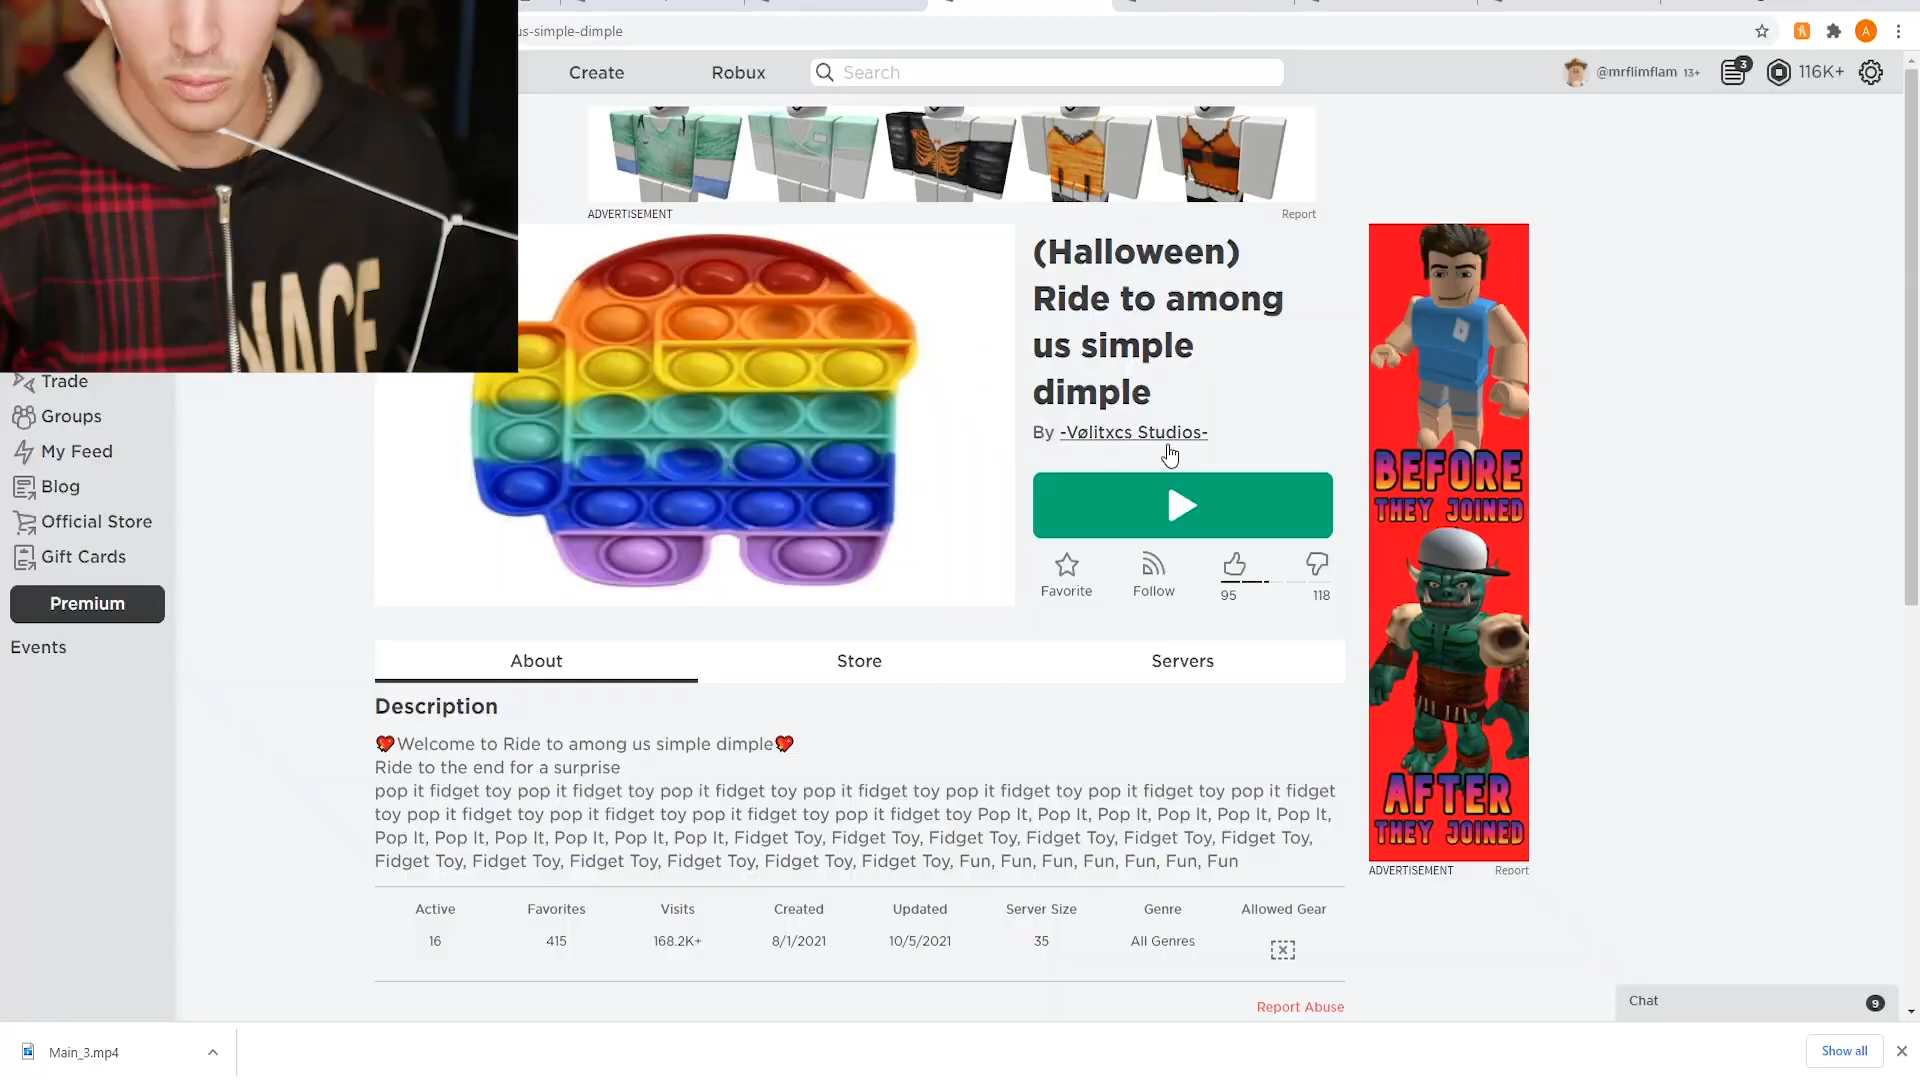 us-simple-dimple
Create
Robux
Search
@mrflimflam 13+
3
116K+
ADVERTISEMENT
Report
NACE
(Halloween)
Ride to among
us simple
dimple
By -Vølitxcs Studios-
Favorite
Follow
95
118
BEFORE
THEY JOINED
AFTER
THEY JOINED
ADVERTISEMENT
Report
Trade
Groups
My Feed
Blog
Official Store
Gift Cards
Premium
Events
About
Store
Servers
Description
💖Welcome to Ride to among us simple dimple💖
Ride to the end for a surprise
pop it fidget toy pop it fidget toy pop it fidget toy pop it fidget toy pop it fidget toy pop it fidget toy pop it fidget
toy pop it fidget toy pop it fidget toy pop it fidget toy pop it fidget toy Pop It, Pop It, Pop It, Pop It, Pop It, Pop It,
Pop It, Pop It, Pop It, Pop It, Pop It, Pop It, Fidget Toy, Fidget Toy, Fidget Toy, Fidget Toy, Fidget Toy, Fidget Toy,
Fidget Toy, Fidget Toy, Fidget Toy, Fidget Toy, Fidget Toy, Fidget Toy, Fun, Fun, Fun, Fun, Fun, Fun, Fun
Active
Favorites
Visits
Created
Updated
Server Size
Genre
Allowed Gear
16
415
168.2K+
8/1/2021
10/5/2021
35
All Genres
Report Abuse
Chat
9
Main_3.mp4
Show all
A